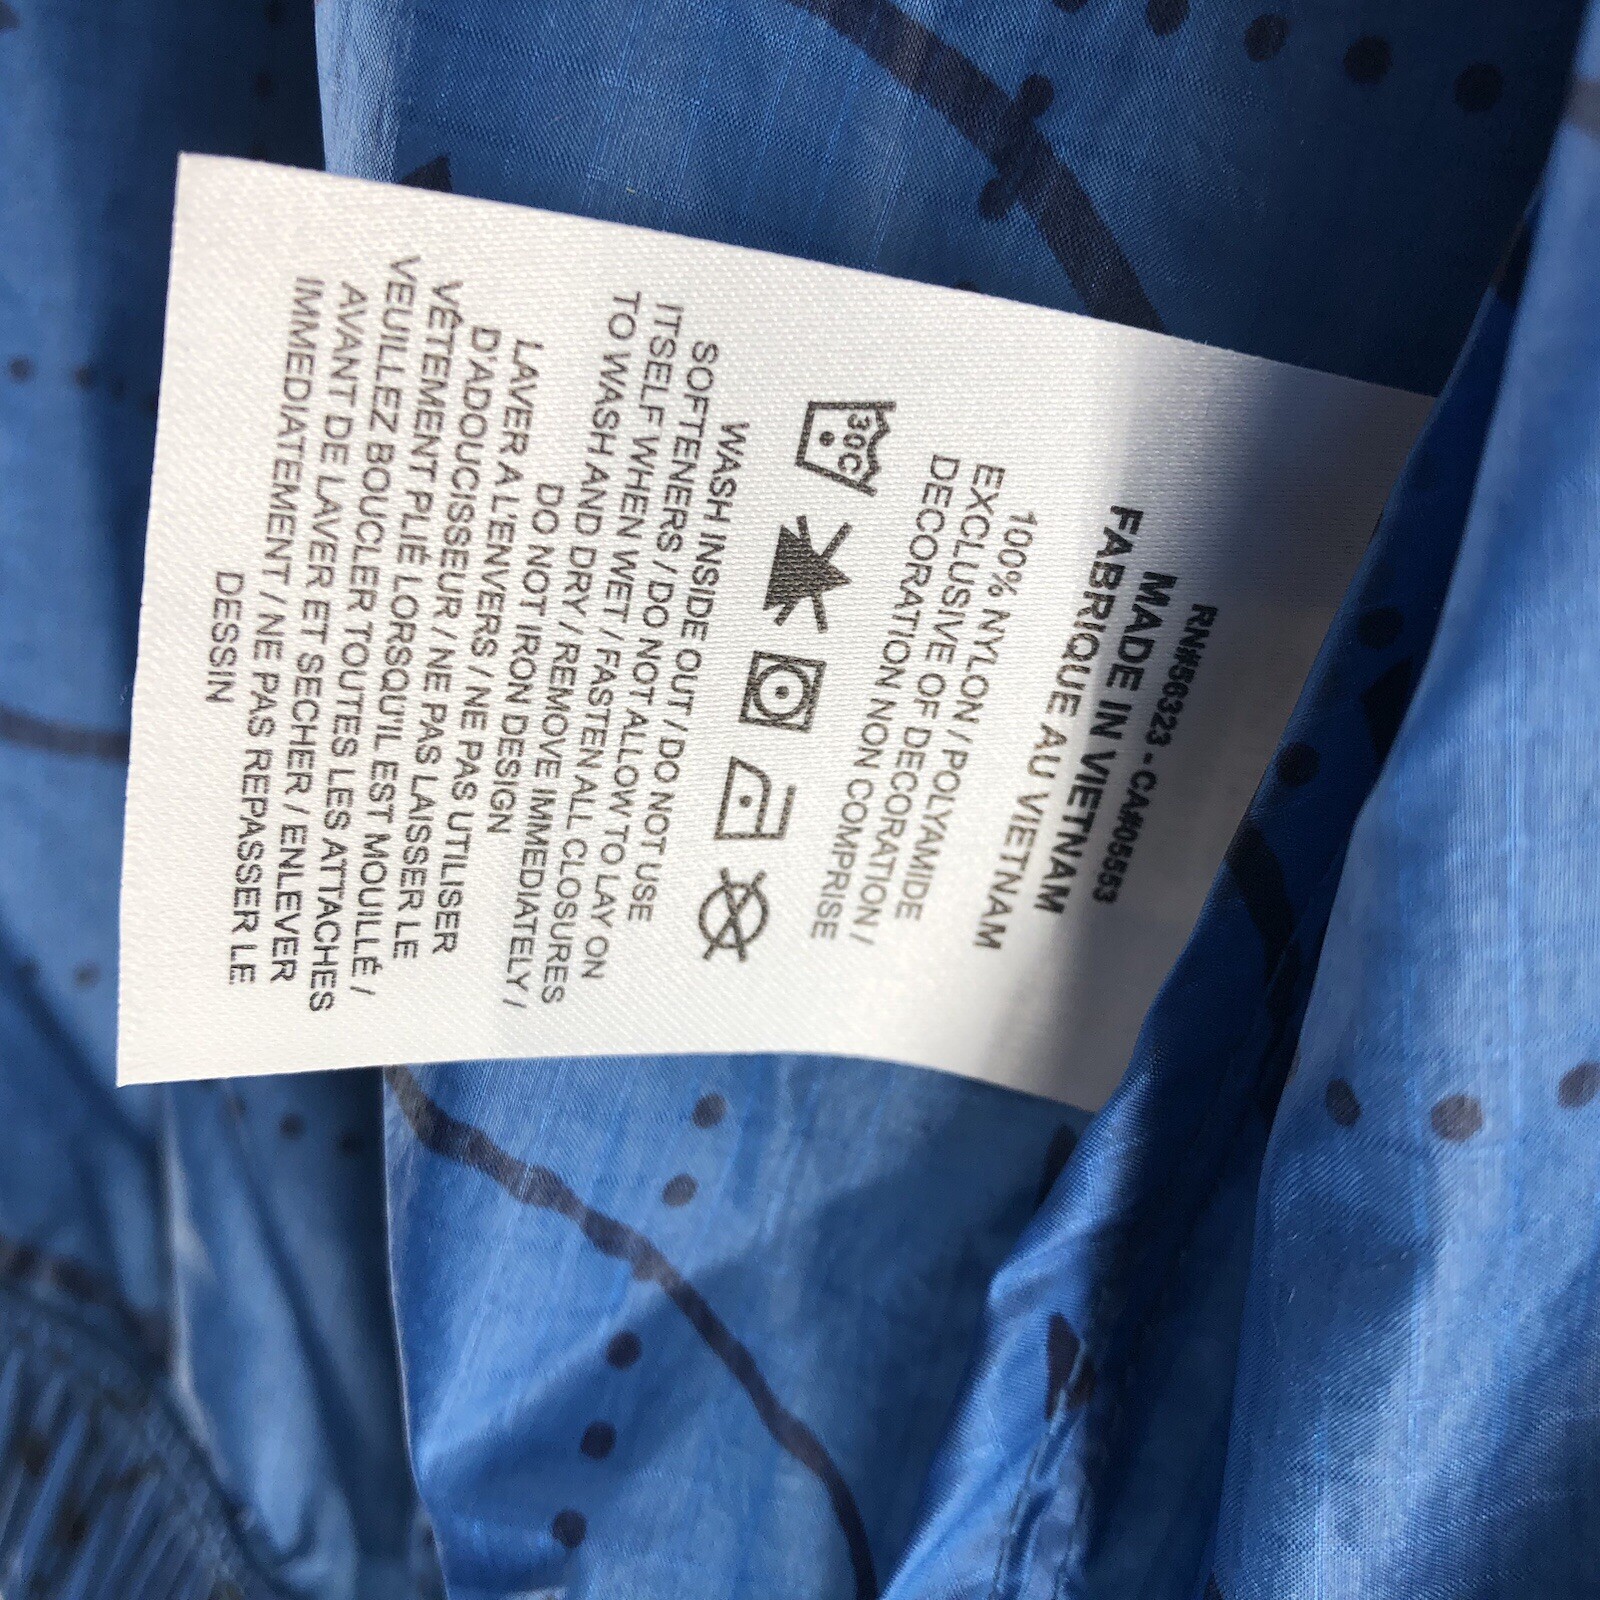 RN#56323 - CA#05553
MADE IN VIETNAM
FABRIQUE AU VIETNAM
100% NYLON / POLYAMIDE
EXCLUSIVE OF DECORATION
DECORATION NON COMPRISE
30C
WASH INSIDE OUT / DO NOT USE
SOFTENERS / DO NOT ALLOW TO LAY ON
ITSELF WHEN WET / FASTEN ALL CLOSURES
TO WASH AND DRY / REMOVE IMMEDIATELY /
DO NOT IRON DESIGN
LAVER A L'ENVERS / NE PAS UTILISER
D'ADOUCISSEUR / NE PAS LAISSER LE
VÊTEMENT PLIÉ LORSQU'IL EST MOUILLÉ /
VEUILLEZ BOUCLER TOUTES LES ATTACHES
AVANT DE LAVER ET SECHER / ENLEVER
IMMEDIATEMENT / NE PAS REPASSER LE
DESSIN